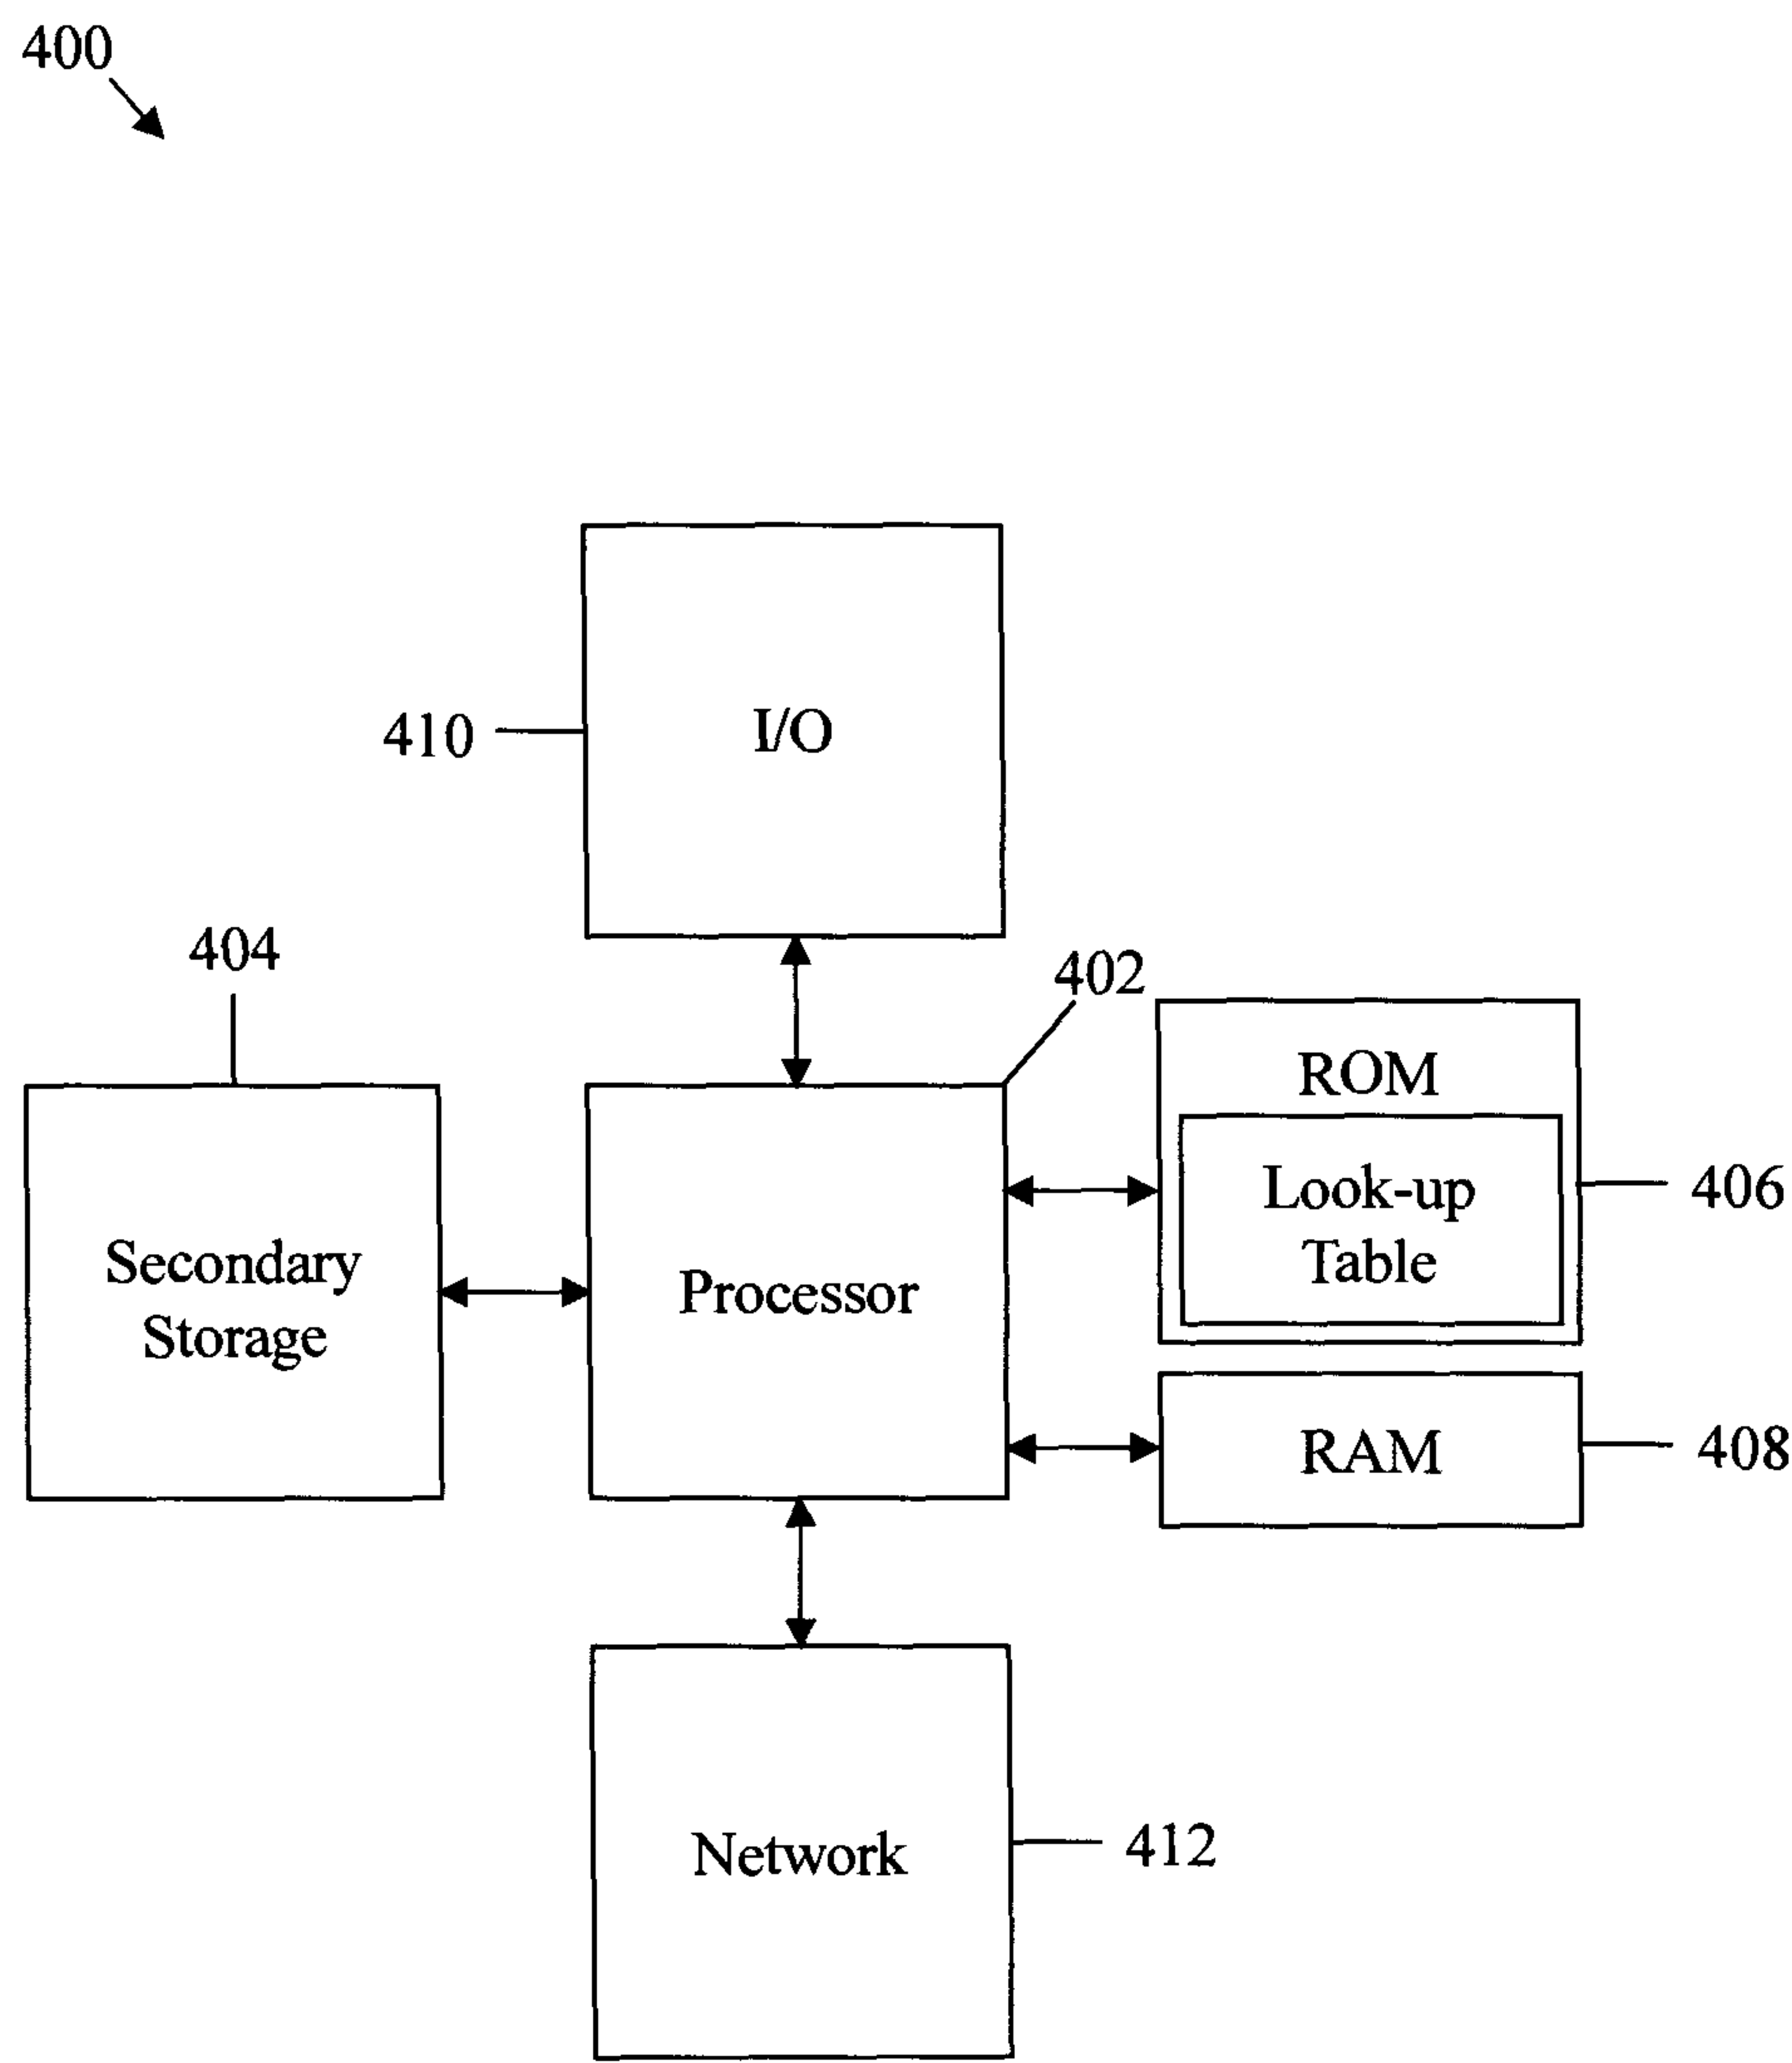 400
I/O
410
404
402
ROM
Look-up
Table
406
Secondary
Storage
Processor
RAM
408
Network
412